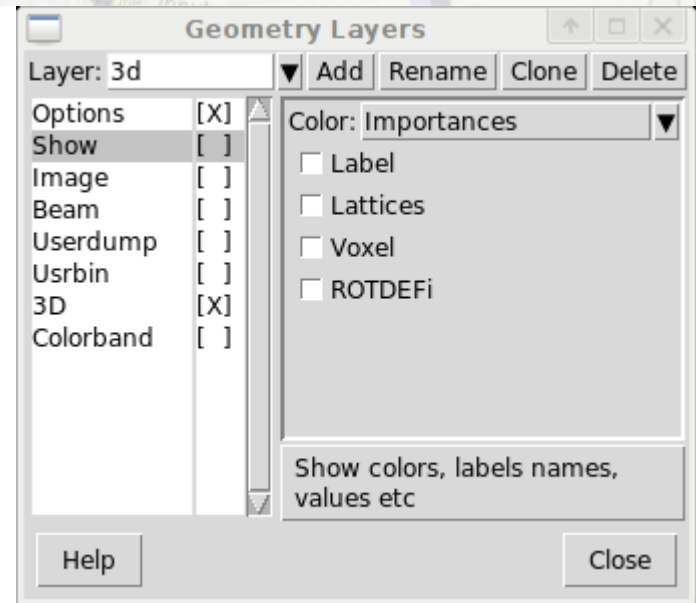 Geometry Layers
Layer: 3d Add Rename Clone Delete
Options [X]
Show [ ]
Image [ ]
Beam [ ]
Userdump [ ]
Usrbin [ ]
3D [X]
Colorband [ ]
Color: Importances
Label
Lattices
Voxel
ROTDEFi
Show colors, labels names,
values etc
Help Close